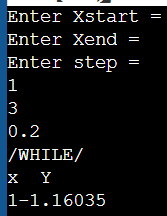 Enter Xstart =
Enter Xend =
Enter step =
1
3
0.2
/WHILE/
x  Y
1-1.16035